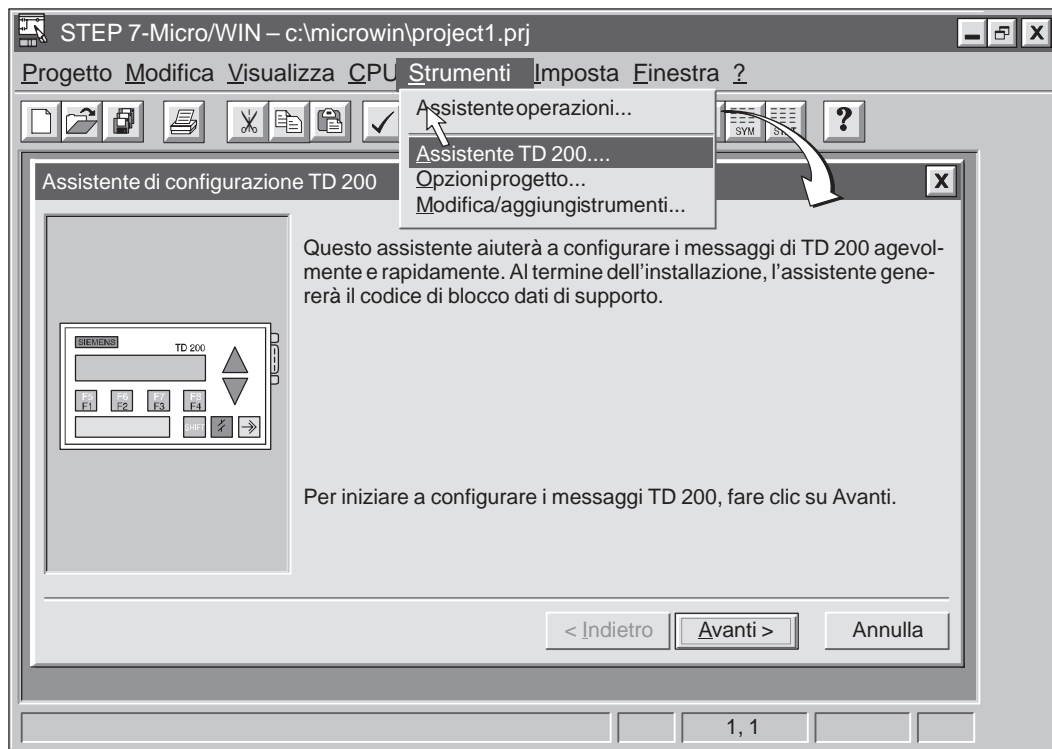 STEP 7-Micro/WIN – c:\microwin\project1.prj
Progetto Modifica Visualizza CPU Strumenti Imposta Finestra ?
Assistente operazioni...
Assistente TD 200....
Opzioni progetto...
Modifica/aggiungi strumenti...
SYM
?
Assistente di configurazione TD 200
Questo assistente aiuterà a configurare i messaggi di TD 200 agevol-
mente e rapidamente. Al termine dell'installazione, l'assistente gene-
rerà il codice di blocco dati di supporto.
SIEMENS
TD 200
F5 F6 F7 F8
F1 F2 F3 F4
SHIFT
Per iniziare a configurare i messaggi TD 200, fare clic su Avanti.
< Indietro Avanti > Annulla
1, 1